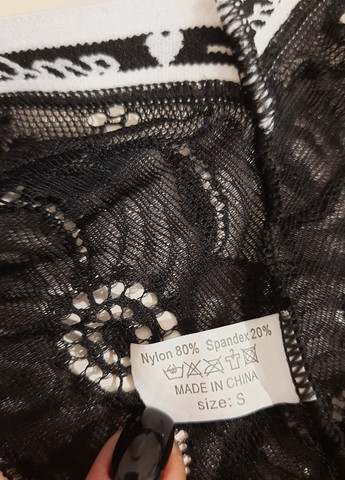 Nylon 80% Spandex 20%
MADE IN CHINA
size: S